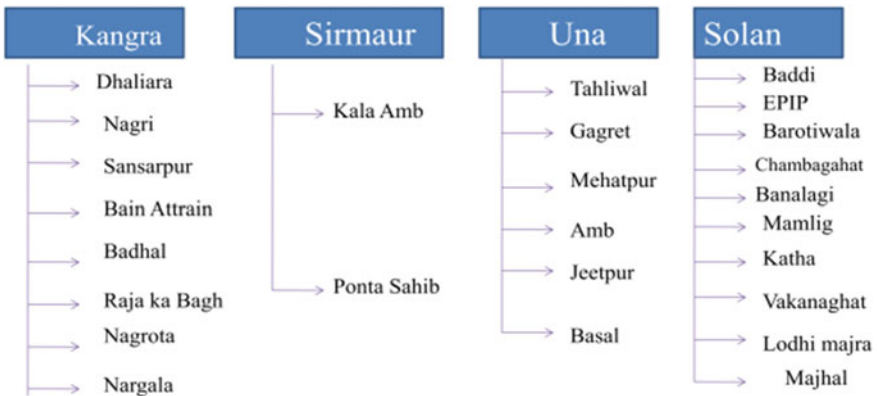 Kangra
Dhaliara
Nagri
Sansarpur
Bain Attrain
Badhal
Raja ka Bagh
Nagrota
Nargala
Sirmaur
Kala Amb
Ponta Sahib
Una
Tahliwal
Gagret
Mehatpur
Amb
Jeetpur
Basal
Solan
Baddi
EPIP
Barotiwala
Chambagahat
Banalagi
Mamlig
Katha
Vakanaghat
Lodhi majra
Majhal